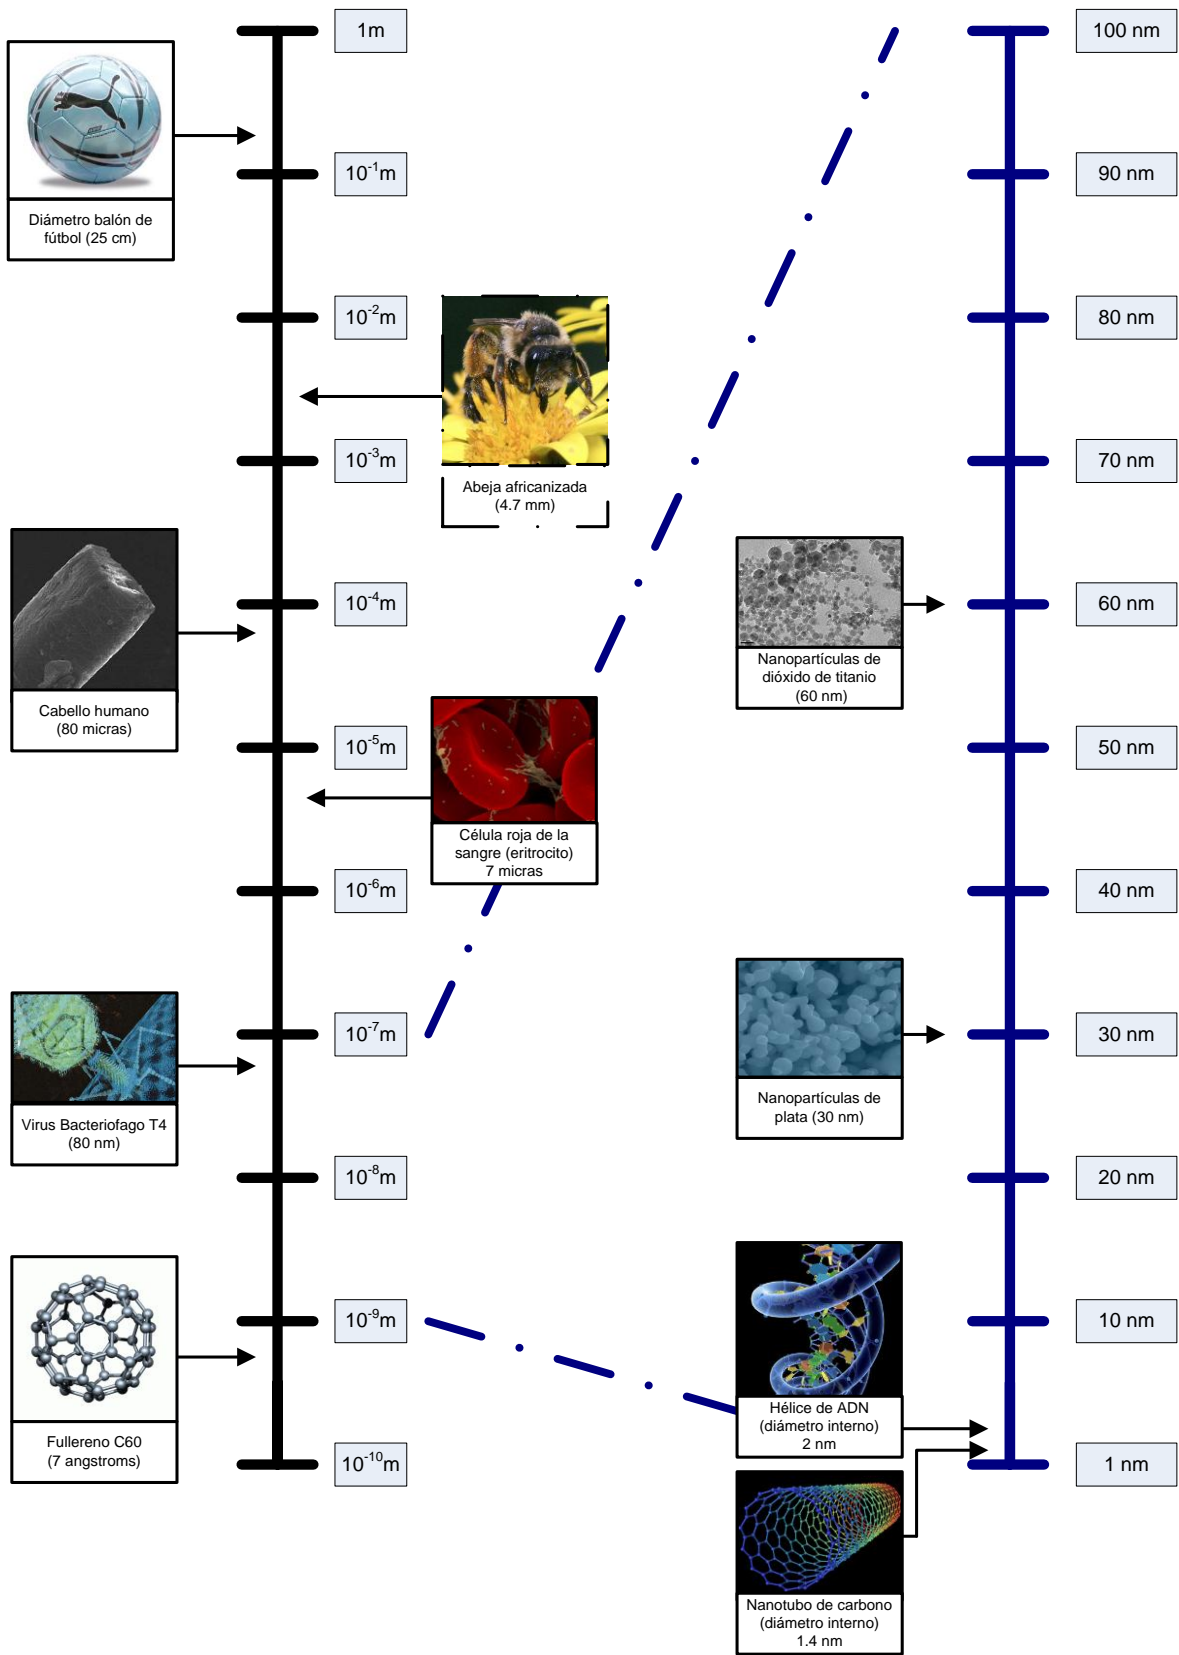 1m
100 nm
Diámetro balón de
fútbol (25 cm)
10-1m
90 nm
10-2m
80 nm
Abeja africanizada
(4.7 mm)
10-3m
70 nm
Cabello humano
(80 micras)
10-4m
60 nm
Nanopartículas de
dióxido de titanio
(60 nm)
10-5m
50 nm
Célula roja de la
sangre (eritrocito)
7 micras
10-6m
40 nm
Virus Bacteriofago T4
(80 nm)
10-7m
30 nm
Nanopartículas de
plata (30 nm)
10-8m
20 nm
10-9m
10 nm
Fullereno C60
(7 angstroms)
Hélice de ADN
(diámetro interno)
2 nm
10-10m
1 nm
Nanotubo de carbono
(diámetro interno)
1.4 nm